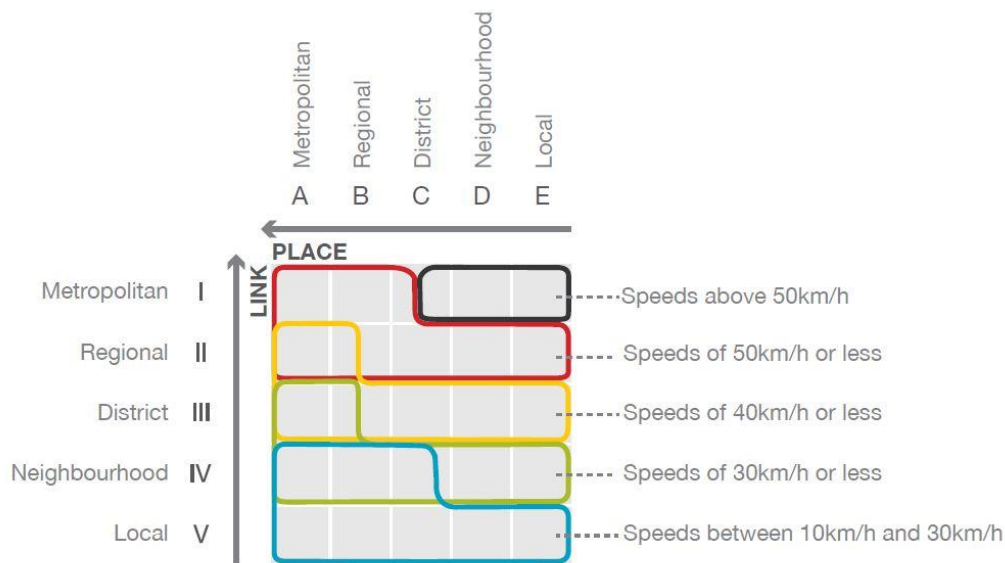 Metropolitan
Regional
District
Neighbourhood
Local
A B C D E
PLACE
LINK
Metropolitan I Speeds above 50km/h
Regional II Speeds of 50km/h or less
District III Speeds of 40km/h or less
Neighbourhood IV Speeds of 30km/h or less
Local V Speeds between 10km/h and 30km/h